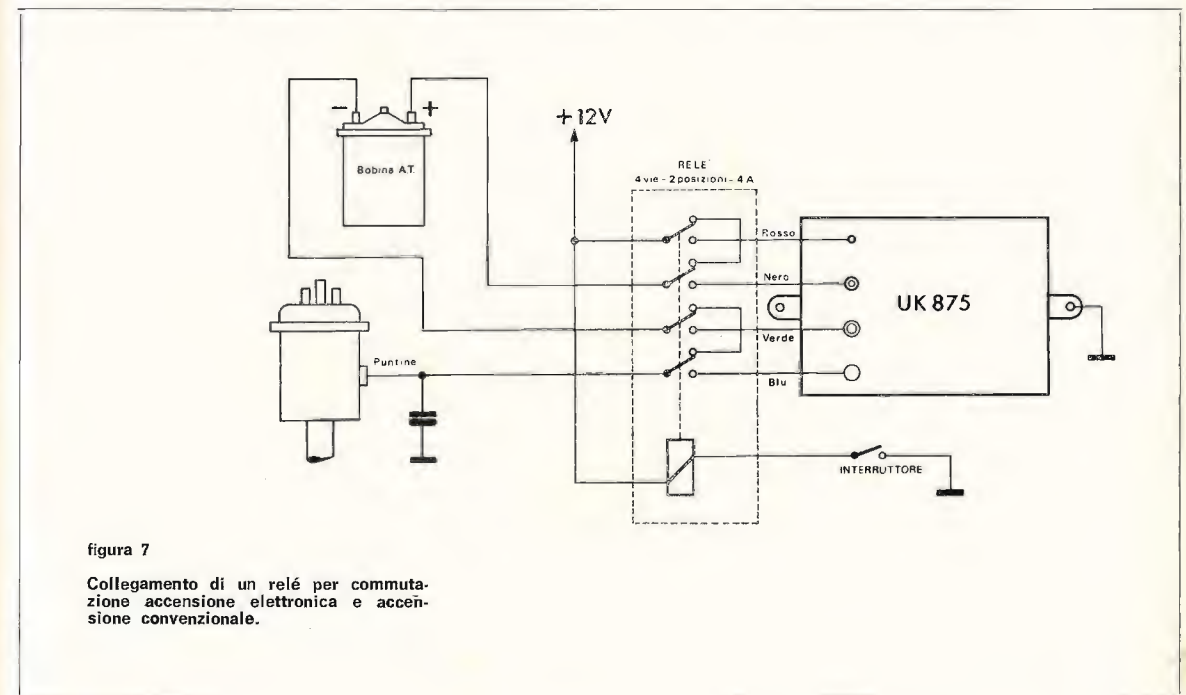 - +
Bobina A.T.
+12V
RELE'
4 vie - 2 posizioni - 4 A
Rosso
Nero
Verde
Blu
UK 875
Puntine
INTERRUTTORE
figura 7
Collegamento di un relé per commuta-
zione accensione elettronica e accen-
sione convenzionale.